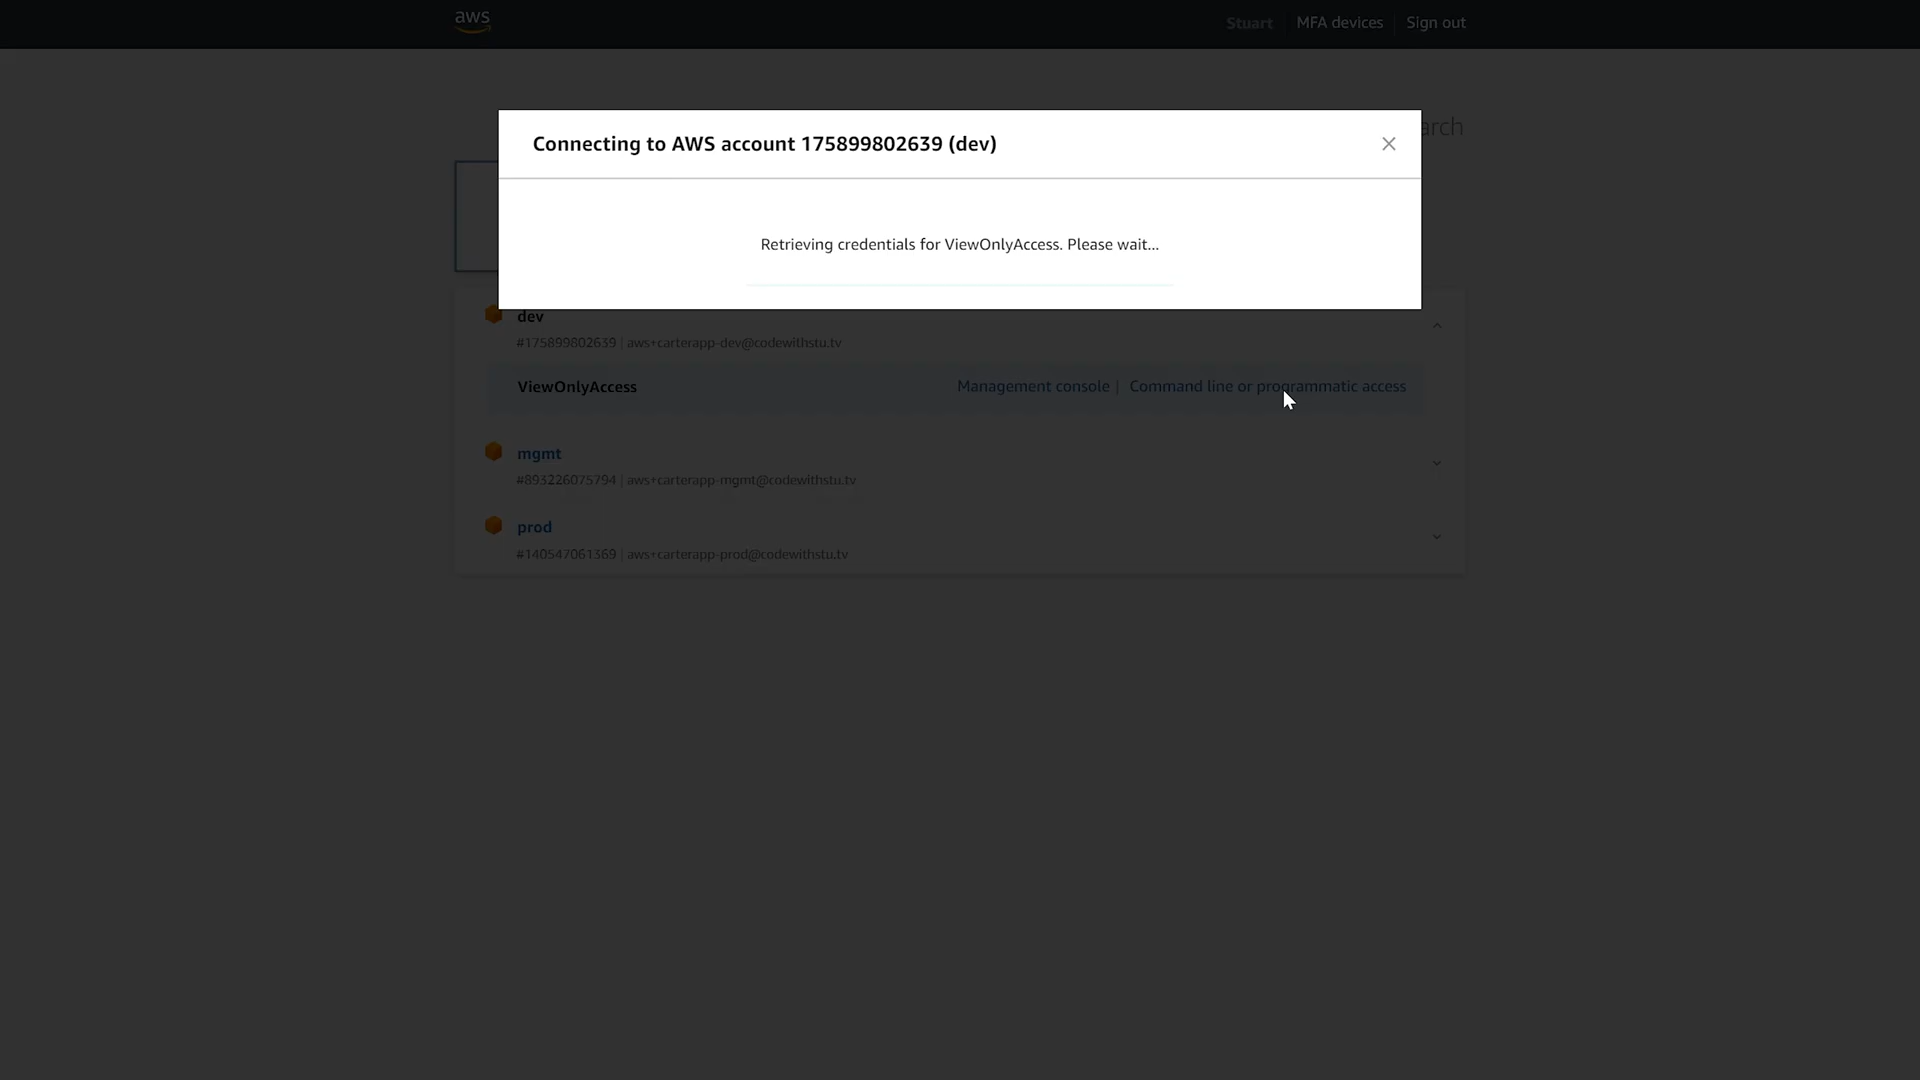 aws
Stuart
MFA devices
Sign out
Connecting to AWS account 175899802639 (dev)
arch
Retrieving credentials for ViewOnlyAccess. Please wait...
dev
#175899802639 | aws+carterapp-dev@codewithstu.tv
ViewOnlyAccess
Management console | Command line or programmatic access
mgmt
#893226075794 | aws+carterapp-mgmt@codewithstu.tv
prod
#140547061369 | aws+carterapp-prod@codewithstu.tv